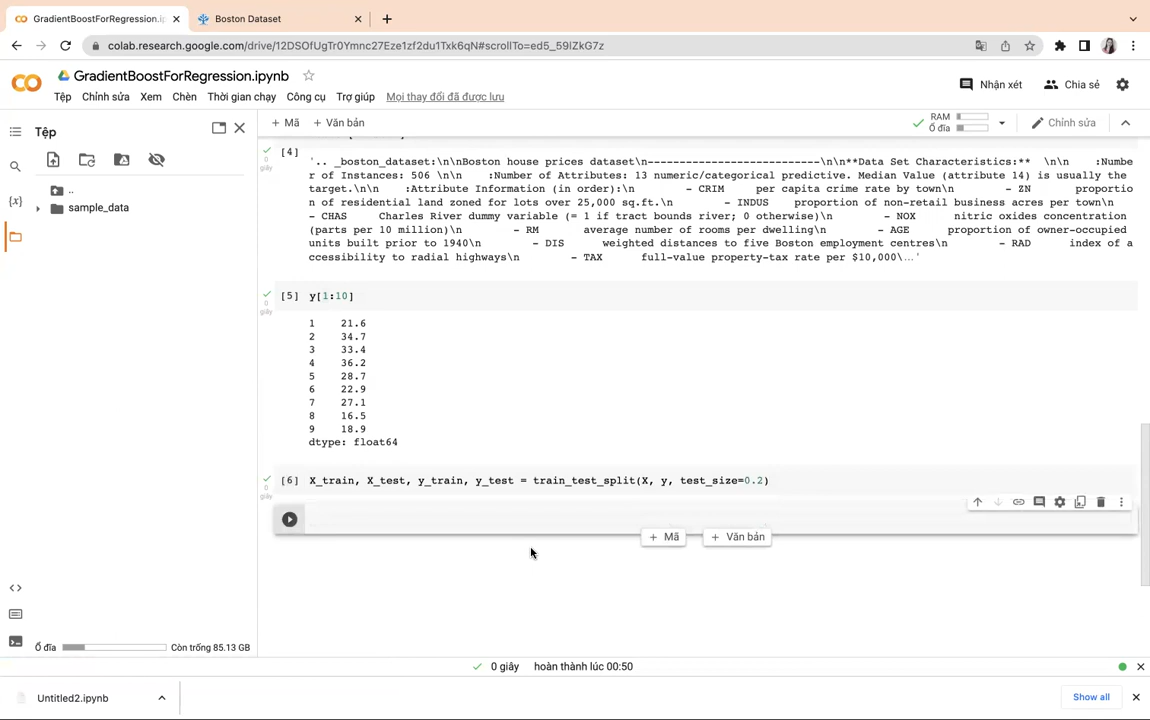 GradientBoostForRegression.ip
Boston Dataset
colab.research.google.com/drive/12DSOfUgTr0Ymnc27Eze1zf2du1Txk6qN#scrollTo=ed5_59lZkG7z
GradientBoostForRegression.ipynb
Nhận xét
Chia sẻ
Tệp Chỉnh sửa Xem Chèn Thời gian chạy Công cụ Trợ giúp Mọi thay đổi đã được lưu
Tệp
+ Mã + Văn bản
RAM
Ổ đĩa
Chỉnh sửa
..
sample_data
[4]
0
giây
'.. _boston_dataset:\n\nBoston house prices dataset\n---------------------------\n\n**Data Set Characteristics:**  \n\n    :Numbe
r of Instances: 506 \n\n    :Number of Attributes: 13 numeric/categorical predictive. Median Value (attribute 14) is usually the
target.\n\n    :Attribute Information (in order):\n        - CRIM     per capita crime rate by town\n        - ZN       proportio
n of residential land zoned for lots over 25,000 sq.ft.\n        - INDUS    proportion of non-retail business acres per town\n
- CHAS     Charles River dummy variable (= 1 if tract bounds river; 0 otherwise)\n        - NOX      nitric oxides concentration
(parts per 10 million)\n        - RM       average number of rooms per dwelling\n        - AGE      proportion of owner-occupied
units built prior to 1940\n        - DIS      weighted distances to five Boston employment centres\n        - RAD      index of a
ccessibility to radial highways\n        - TAX      full-value property-tax rate per $10,000\...'
[5] y[1:10]
0
giây
1 21.6
2 34.7
3 33.4
4 36.2
5 28.7
6 22.9
7 27.1
8 16.5
9 18.9
dtype: float64
[6] X_train, X_test, y_train, y_test = train_test_split(X, y, test_size=0.2)
0
giây
+ Mã + Văn bản
Ổ đĩa
Còn trống 85.13 GB
0 giây hoàn thành lúc 00:50
Untitled2.ipynb
Show all